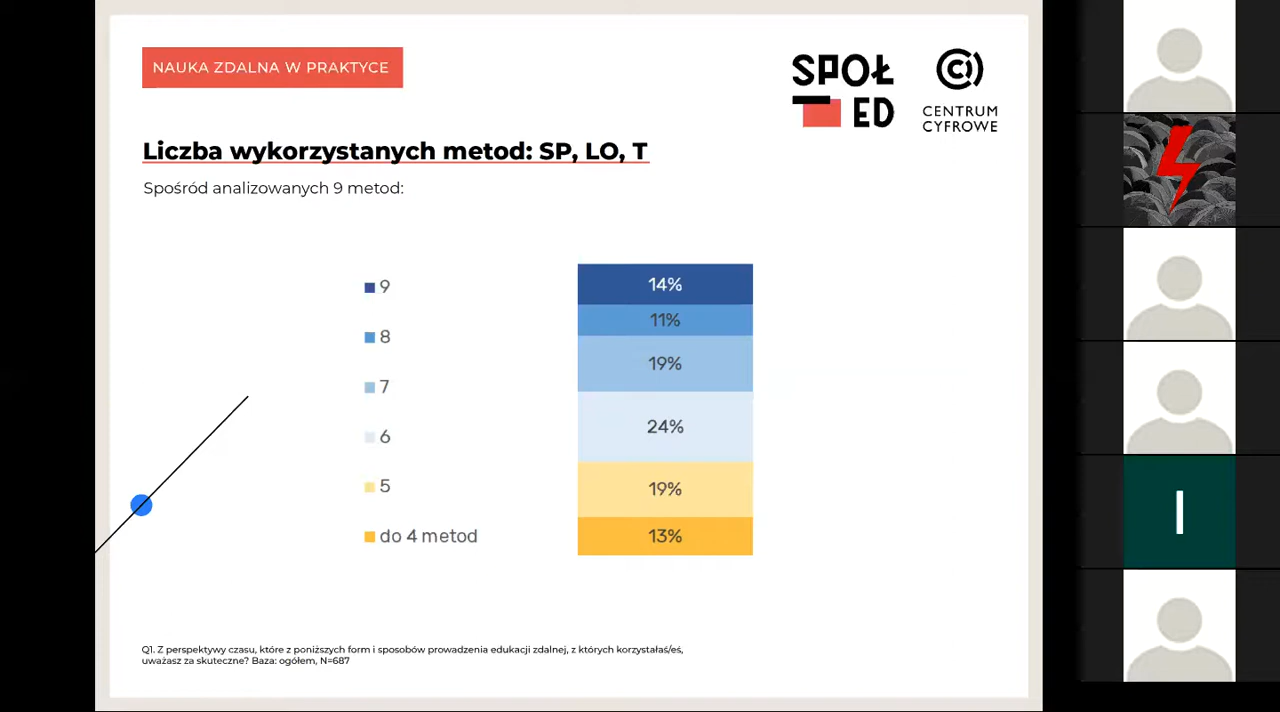 NAUKA ZDALNA W PRAKTYCE
SPOŁ
ED
CENTRUM
CYFROWE
Liczba wykorzystanych metod: SP, LO, T
Spośród analizowanych 9 metod:
9
14%
8
11%
7
19%
6
24%
5
19%
do 4 metod
13%
I
Q1. Z perspektywy czasu, które z poniższych form i sposobów prowadzenia edukacji zdalnej, z których korzystałaś/eś,
uważasz za skuteczne? Baza: ogółem, N=687